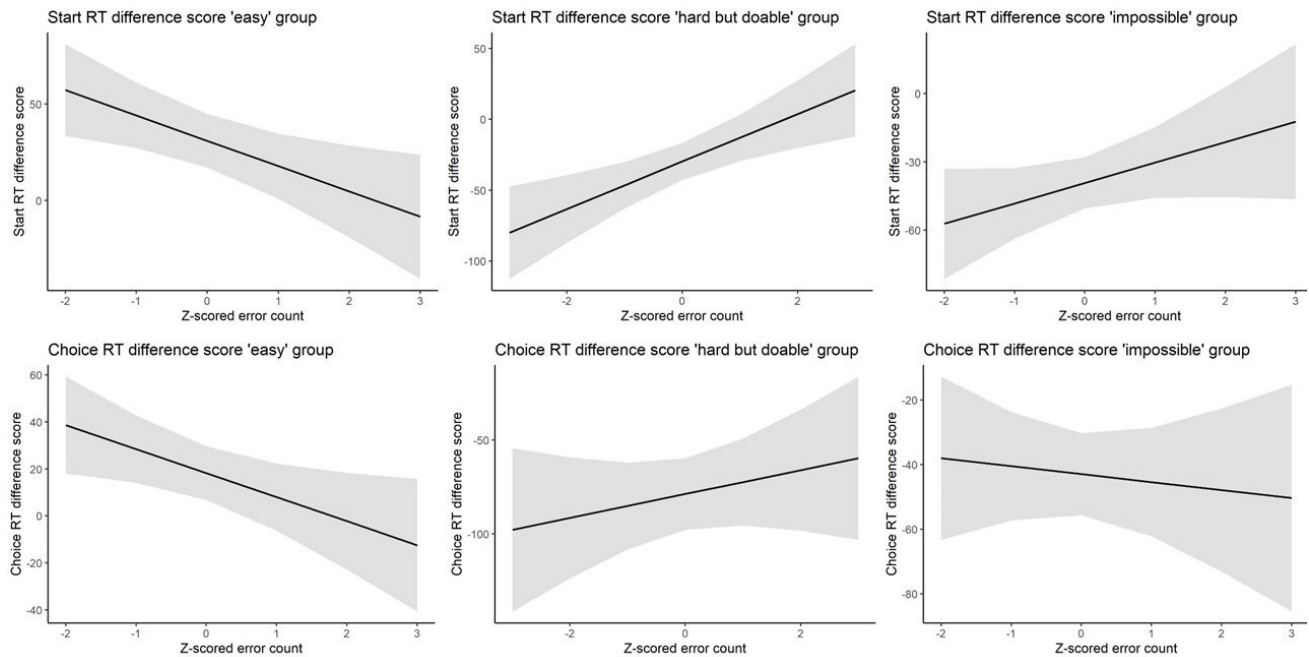 Start RT difference score 'easy' group
Start RT difference score
50
0
-2 -1 0 1 2 3
Z-scored error count
Start RT difference score 'hard but doable' group
Start RT difference score
50
0
-50
-100
-2 0 2
Z-scored error count
Start RT difference score 'impossible' group
Start RT difference score
0
-30
-60
-2 -1 0 1 2 3
Z-scored error count
Choice RT difference score 'easy' group
Choice RT difference score
60
40
20
0
-20
-40
-2 -1 0 1 2 3
Z-scored error count
Choice RT difference score 'hard but doable' group
Choice RT difference score
-50
-100
-2 0 2
Z-scored error count
Choice RT difference score 'impossible' group
Choice RT difference score
-20
-40
-60
-80
-2 -1 0 1 2 3
Z-scored error count